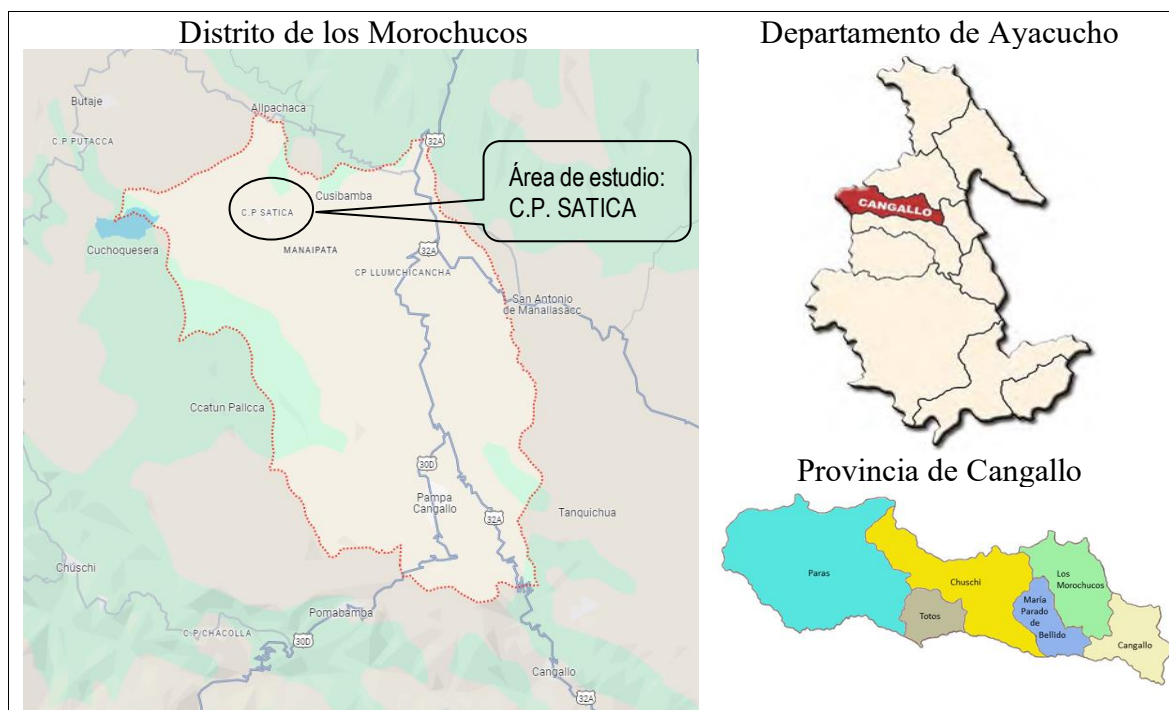 Distrito de los Morochucos
Butaje
Allpachaca
C.P PUTACCA
32A
Cusibamba
C.P SATICA
Área de estudio:
C.P. SATICA
Cuchoquesera
MANAIPATA
32A
CP LLUMCHICANCHA
San Antonio
de Manallasacc
Ccatun Pallcca
30D
Pampa
Cangallo
32A
Tanquichua
Chuschi
Pomabamba
C.P CHACOLLA
30D
Cangallo
32A
Departamento de Ayacucho
CANGALLO
Provincia de Cangallo
Paras
Chuschi
Los
Morochucos
Totos
María
Parado de
Bellido
Cangallo